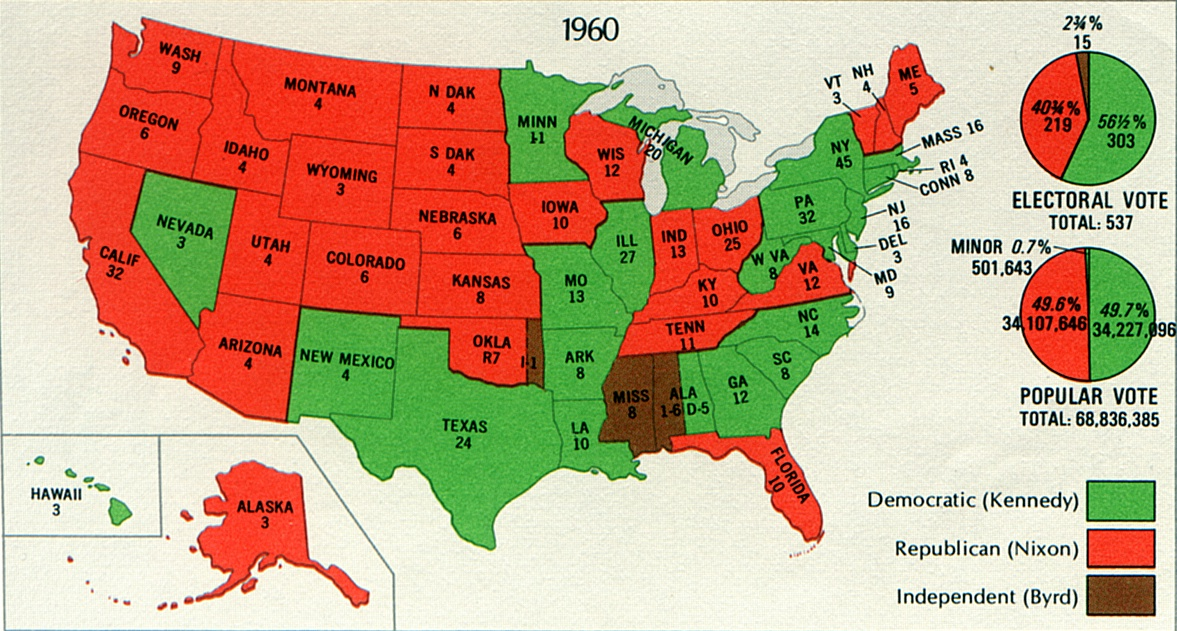 1960
WASH
9
OREGON
6
CALIF
32
IDAHO
4
NEVADA
3
MONTANA
4
WYOMING
3
UTAH
4
ARIZONA
4
COLORADO
6
NEW MEXICO
4
N DAK
4
S DAK
4
NEBRASKA
6
KANSAS
8
OKLA
R7
I-1
TEXAS
24
MINN
11
IOWA
10
MO
13
ARK
8
LA
10
WIS
12
ILL
27
MICHIGAN
20
IND
13
OHIO
25
KY
10
TENN
11
MISS
8
ALA
1-6 D-5
GA
12
FLORIDA
10
SC
8
NC
14
VA
12
W VA
8
PA
32
NY
45
VT
3
NH
4
ME
5
MASS 16
RI 4
CONN 8
NJ
16
DEL
3
MD
9
HAWAII
3
ALASKA
3
2¾%
15
40¾%
219
56½%
303
ELECTORAL VOTE
TOTAL: 537
MINOR 0.7%
501,643
49.6%
34,107,646
49.7%
34,227,096
POPULAR VOTE
TOTAL: 68,836,385
Democratic (Kennedy)
Republican (Nixon)
Independent (Byrd)